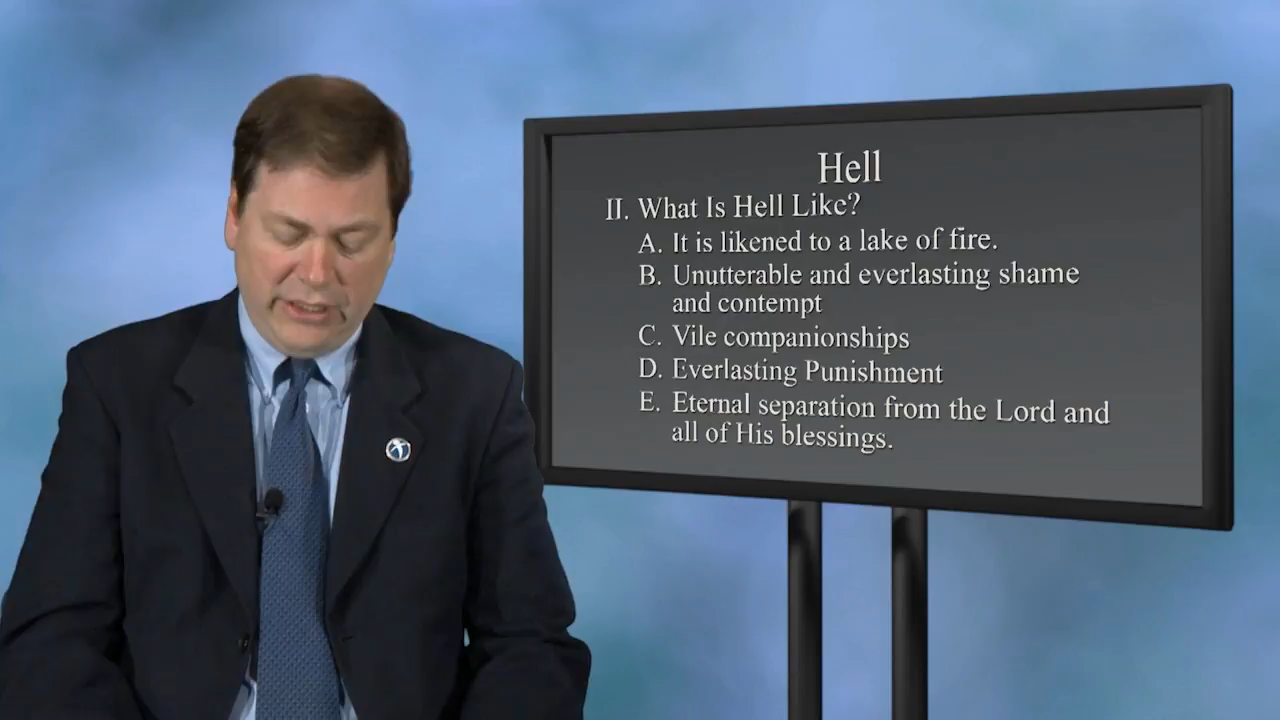 Hell
II. What Is Hell Like?
A. It is likened to a lake of fire.
B. Unutterable and everlasting shame
and contempt
C. Vile companionships
D. Everlasting Punishment
E. Eternal separation from the Lord and
all of His blessings.